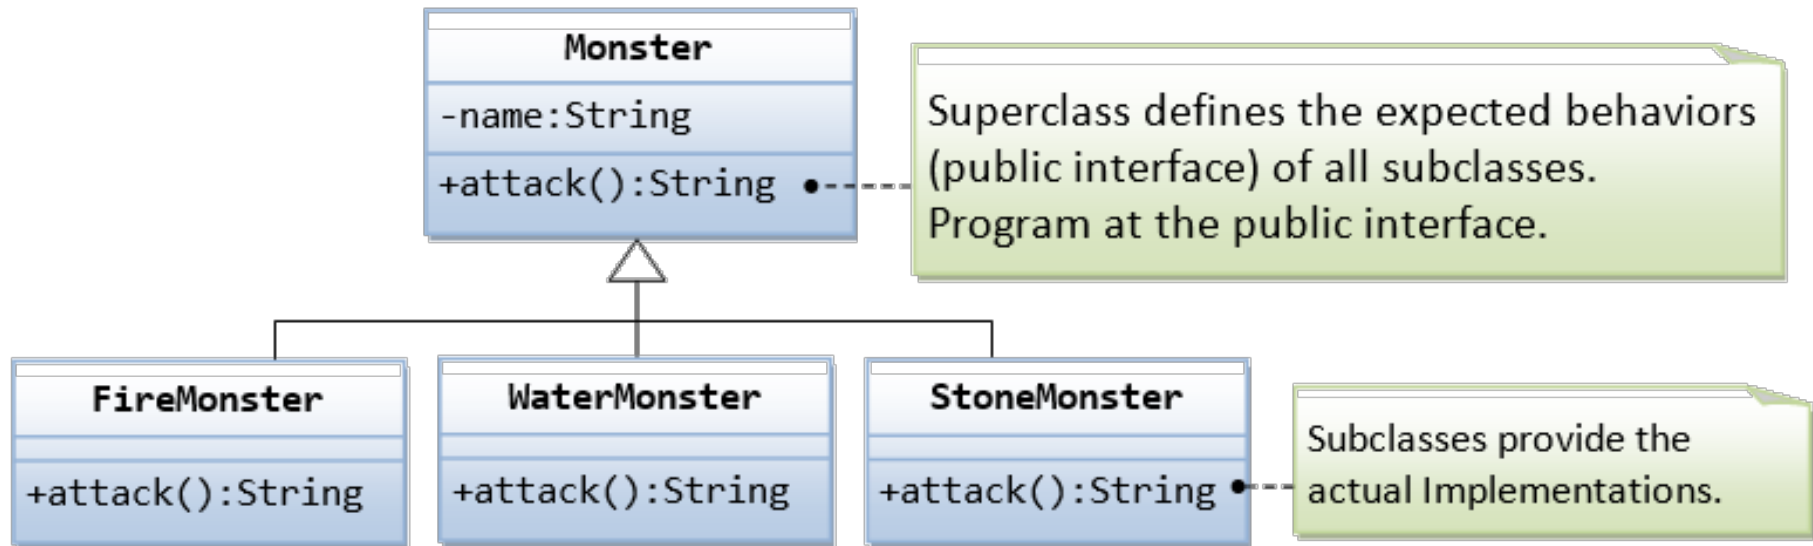 Monster
-name:String
+attack():String
Superclass defines the expected behaviors
(public interface) of all subclasses.
Program at the public interface.
FireMonster
+attack():String
WaterMonster
+attack():String
StoneMonster
+attack():String
Subclasses provide the
actual Implementations.